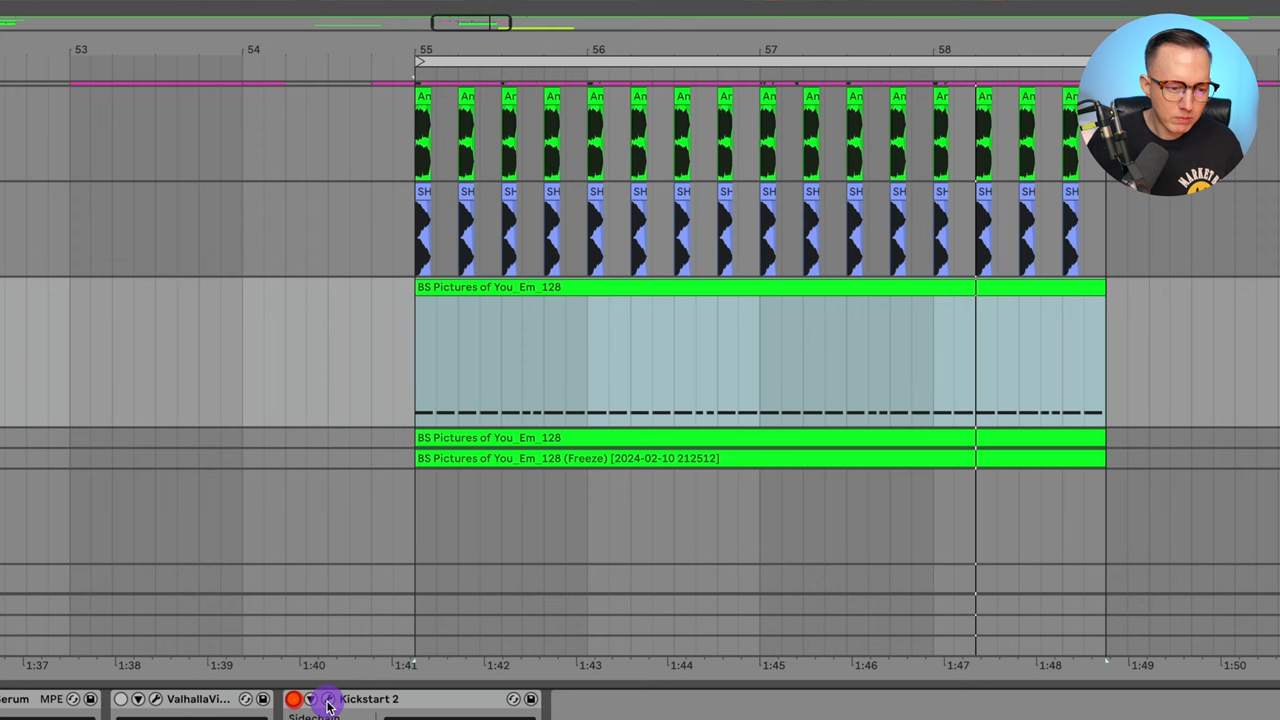 53 54 55 56 57 58
An An An An An An An An An An An An An An An An
SH SH SH SH SH SH SH SH SH SH SH SH SH SH SH SH
MARKET
BS Pictures of You_Em_128
BS Pictures of You_Em_128
BS Pictures of You_Em_128 (Freeze) [2024-02-10 212512]
1:37 1:38 1:39 1:40 1:41 1:42 1:43 1:44 1:45 1:46 1:47 1:48 1:49 1:50
Serum MPE ValhallaVi... Kickstart 2
Sidechain